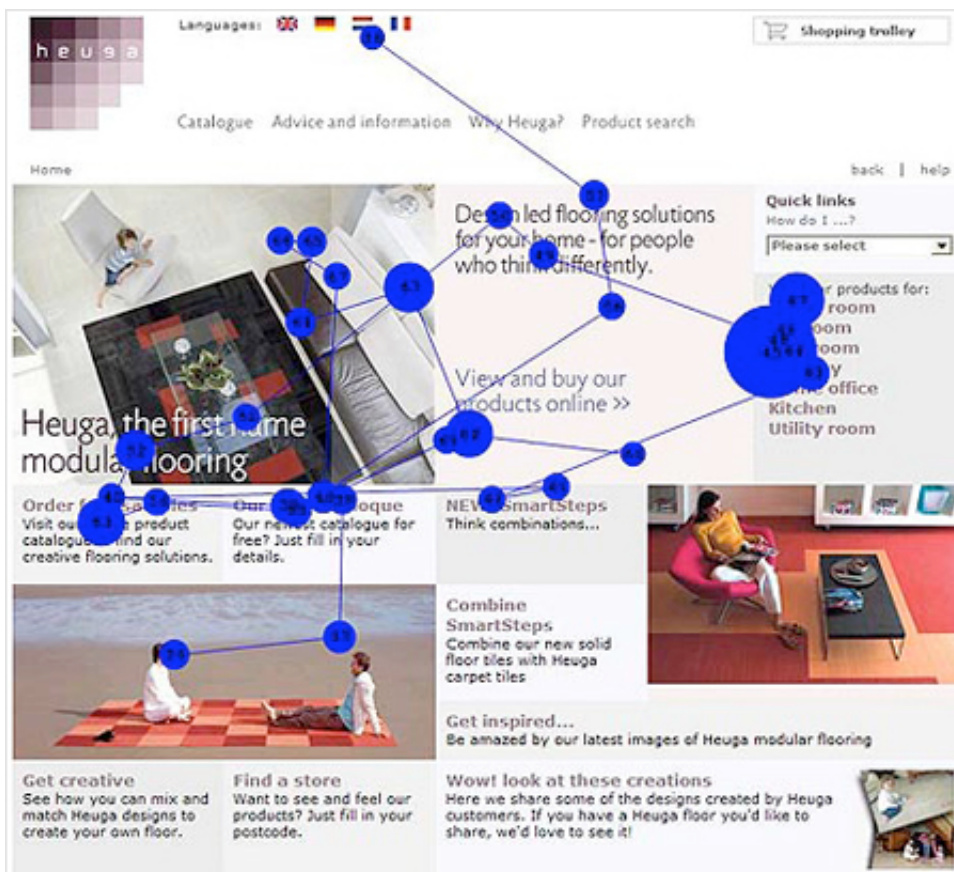 heuga
Languages:
Shopping trolley
Catalogue Advice and information Why Heuga? Product search
Home
back | help
Design led flooring solutions
for your home - for people
who think differently.
View and buy our
products online >>
Quick links
How do I ...?
Please select
products for:
room
room
room
office
Kitchen
Utility room
Heuga, the first name
modular flooring
Order
Visit our product
catalogue find our
creative flooring solutions.
Our catalogue
Our newest catalogue for
free? Just fill in your
details.
NEW SmartSteps
Think combinations...
Combine
SmartSteps
Combine our new solid
floor tiles with Heuga
carpet tiles
Get inspired...
Be amazed by our latest images of Heuga modular flooring
Get creative
See how you can mix and
match Heuga designs to
create your own floor.
Find a store
Want to see and feel our
products? Just fill in your
postcode.
Wow! look at these creations
Here we share some of the designs created by Heuga
customers. If you have a Heuga floor you'd like to
share, we'd love to see it!